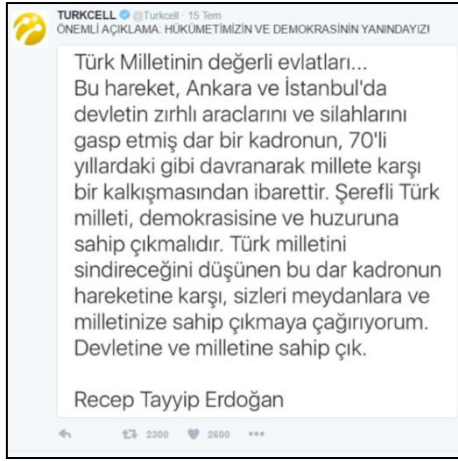 TURKCELL @Turkcell · 15 Tem
ÖNEMLİ AÇIKLAMA: HÜKÜMETİMİZİN VE DEMOKRASİNİN YANINDAYIZ!
Türk Milletinin değerli evlatları...
Bu hareket, Ankara ve İstanbul'da
devletin zırhlı araclarını ve silahlarını
gasp etmiş dar bir kadronun, 70'li
yıllardaki gibi davranarak millete karşı
bir kalkışmasından ibarettir. Şerefli Türk
milleti, demokrasisine ve huzuruna
sahip çıkmalıdır. Türk milletini
sindireceğini düşünen bu dar kadronun
hareketine karşı, sizleri meydanlara ve
milletinize sahip çıkmaya çağırıyorum.
Devletine ve milletine sahip çık.
Recep Tayyip Erdoğan
2300 2600